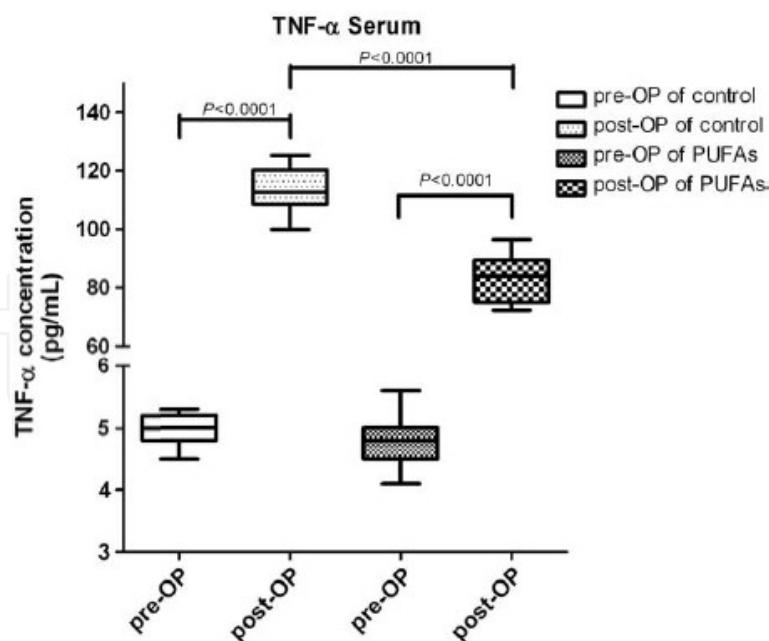 TNF-α Serum
P<0.0001
P<0.0001
P<0.0001
TNF-α concentration
(pg/mL)
140
120
100
80
60
6
5
4
3
pre-OP
post-OP
pre-OP
post-OP
pre-OP of control
post-OP of control
pre-OP of PUFAs
post-OP of PUFAs